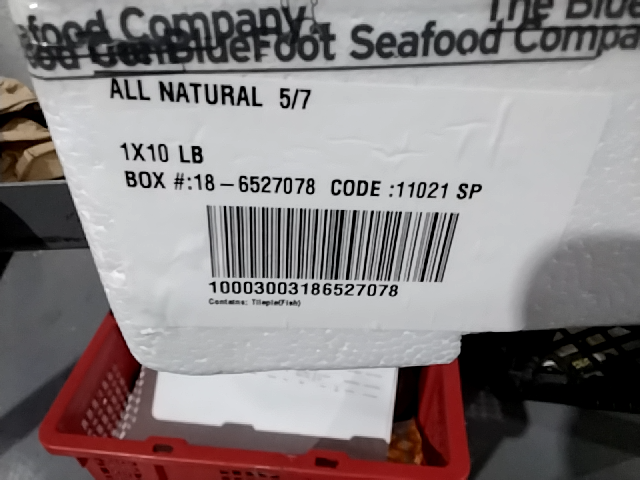 afood Company. The Blue
BlueFoot Seafood Compa
ALL NATURAL 5/7
1X10 LB
BOX #:18-6527078 CODE :11021 SP
10003003186527078
Contains: Tilapia(Fish)